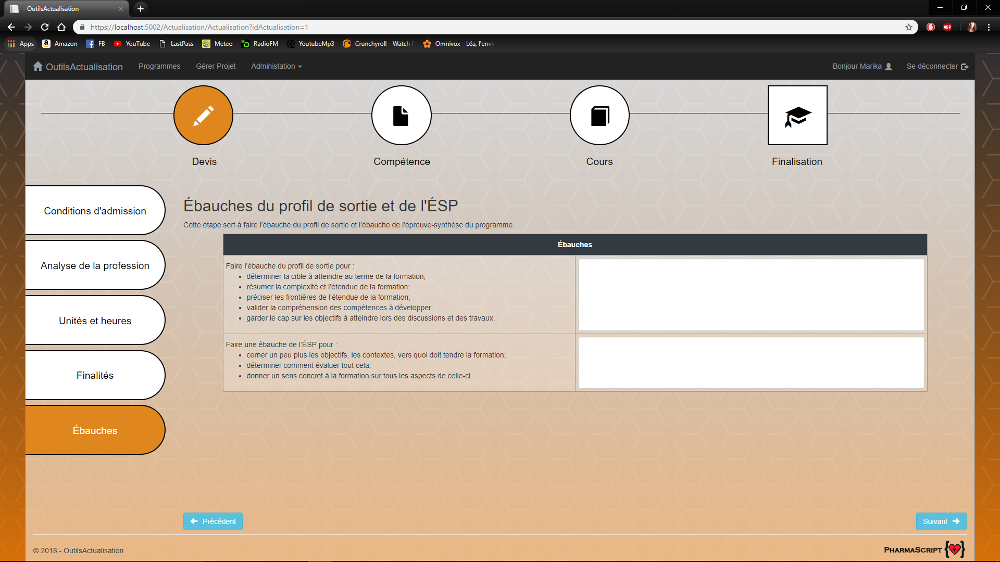 - OutilsActualisation
https://localhost:5002/Actualisation/Actualisation?idActualisation=1
ABP
Apps Amazon FB YouTube LastPass Meteo RadioFM YoutubeMp3 Crunchyroll - Watch Omnivox - Léa, l'envi
OutilsActualisation Programmes Gérer Projet Administation Bonjour Marika Se déconnecter
Devis Compétence Cours Finalisation
Conditions d'admission
Analyse de la profession
Unités et heures
Finalités
Ébauches
Ébauches du profil de sortie et de l'ÉSP
Cette étape sert à faire l'ébauche du profil de sortie et l'ébauche de l'épreuve-synthèse du programme.
Ébauches
Faire l'ébauche du profil de sortie pour :
• déterminer la cible à atteindre au terme de la formation;
• résumer la complexité et l'étendue de la formation;
• préciser les frontières de l'étendue de la formation;
• valider la compréhension des compétences à développer;
• garder le cap sur les objectifs à atteindre lors des discussions et des travaux.
Faire une ébauche de l'ÉSP pour :
• cerner un peu plus les objectifs, les contextes, vers quoi doit tendre la formation;
• déterminer comment évaluer tout cela;
• donner un sens concret à la formation sur tous les aspects de celle-ci.
Précédent Suivant
© 2018 - OutilsActualisation
PharmaScript {}